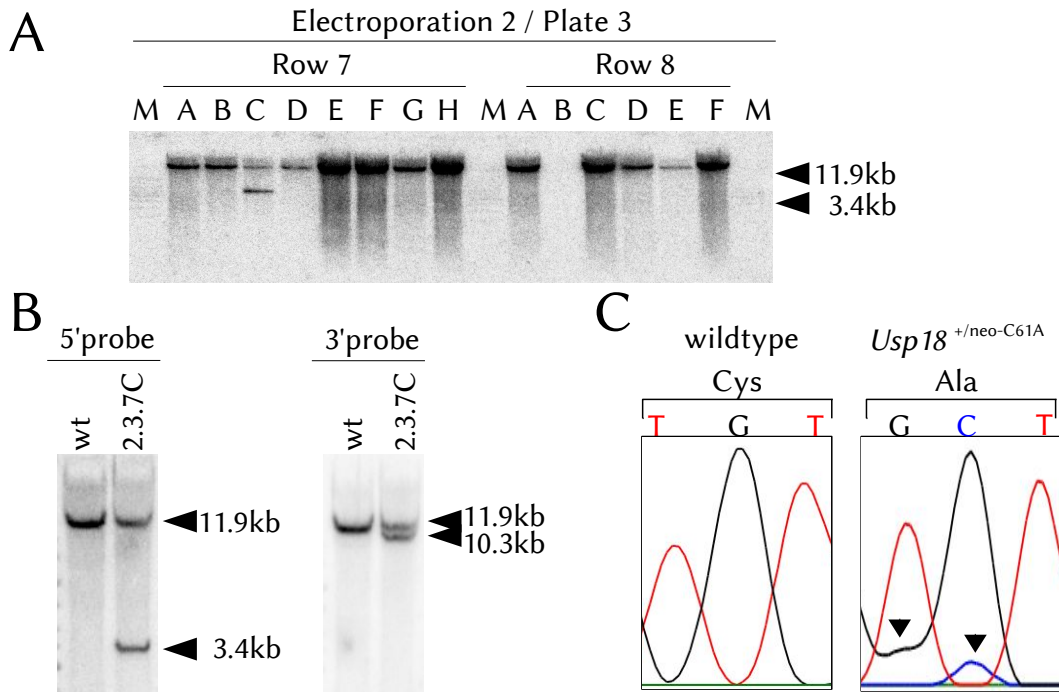 A
Electroporation 2 / Plate 3
Row 7 Row 8
M A B C D E F G H M A B C D E F M
11.9kb
3.4kb
B
5'probe 3'probe
wt 2.3.7C wt 2.3.7C
11.9kb
3.4kb
11.9kb
10.3kb
C
wildtype Usp18 +/neo-C61A
Cys Ala
T G T G C T